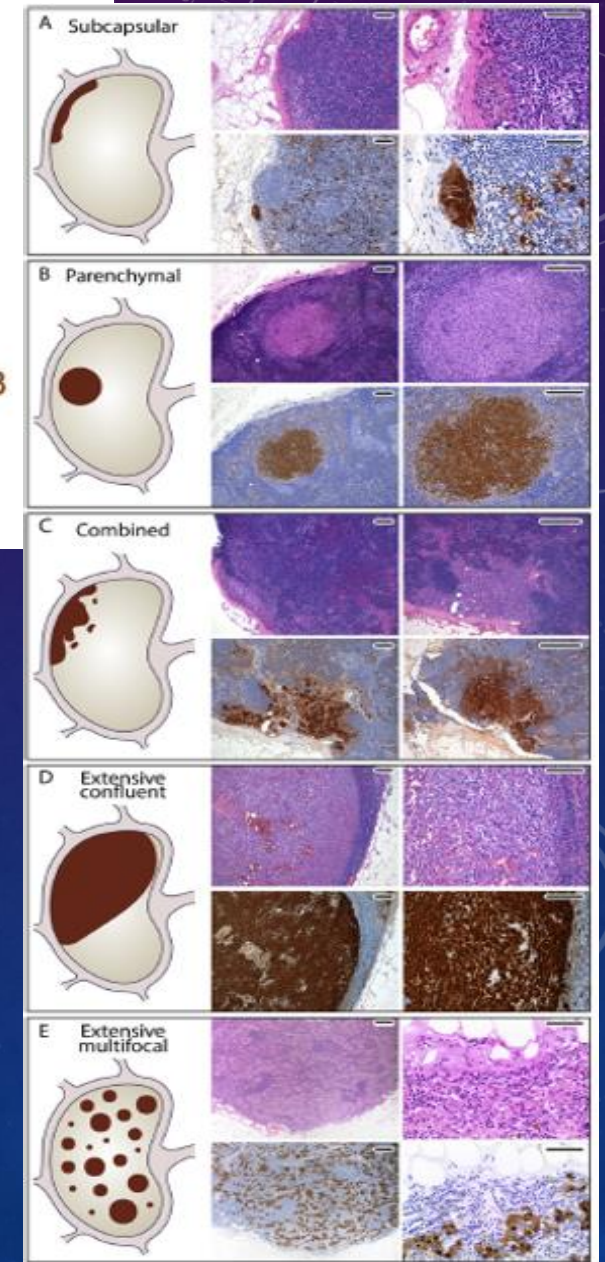 A Subcapsular
B Parenchymal
C Combined
D Extensive
confluent
E Extensive
multifocal